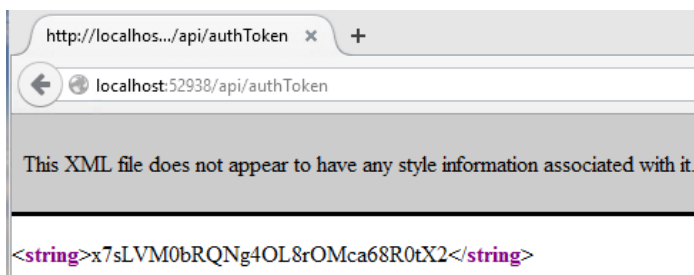 http://localhos.../api/authToken × +
localhost:52938/api/authToken
This XML file does not appear to have any style information associated with it.
<string>x7sLVM0bRQNg4OL8rOMca68R0tX2</string>